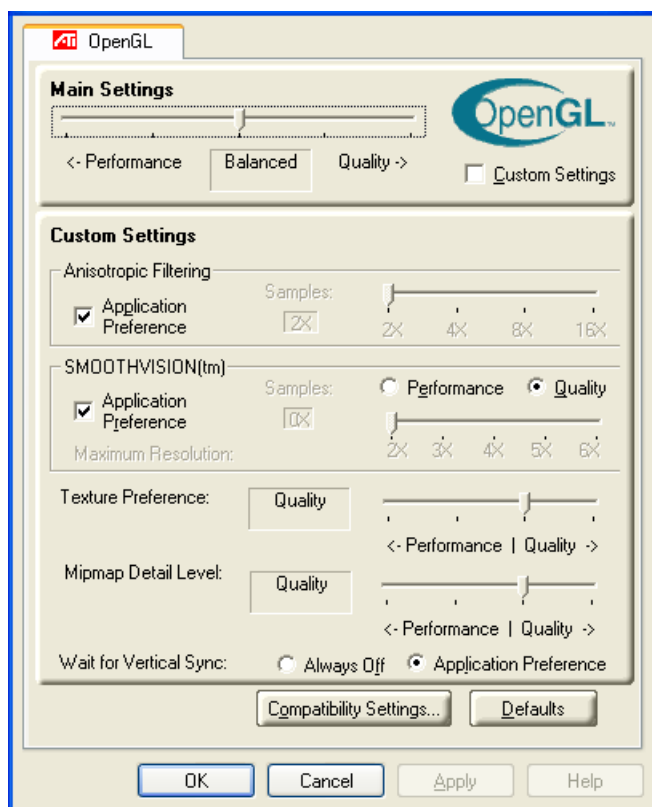 ATI OpenGL
Main Settings
OpenGL™
<- Performance Balanced Quality ->
Custom Settings
Custom Settings
Anisotropic Filtering
Samples:
Application
Preference
2X
2X 4X 8X 16X
SMOOTHVISION(tm)
Samples:
Performance Quality
Application
Preference
0X
2X 3X 4X 5X 6X
Maximum Resolution:
Texture Preference:
Quality
<- Performance | Quality ->
Mipmap Detail Level:
Quality
<- Performance | Quality ->
Wait for Vertical Sync: Always Off Application Preference
Compatibility Settings... Defaults
OK Cancel Apply Help